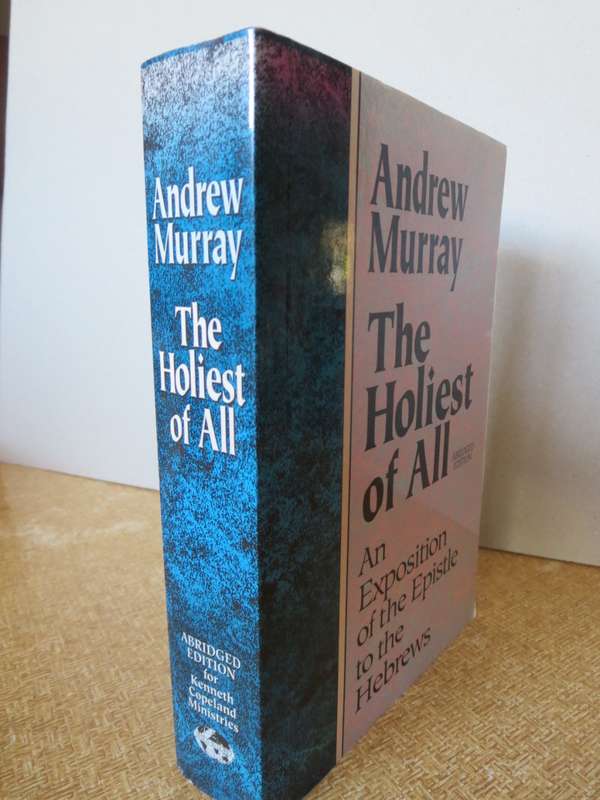 Andrew
Murray
The
Holiest
of All
ABRIDGED
EDITION
for
Kenneth
Copeland
Ministries
Andrew
Murray
The
Holiest
of All
ABRIDGED
EDITION
An
Exposition
of the Epistle
to the
Hebrews